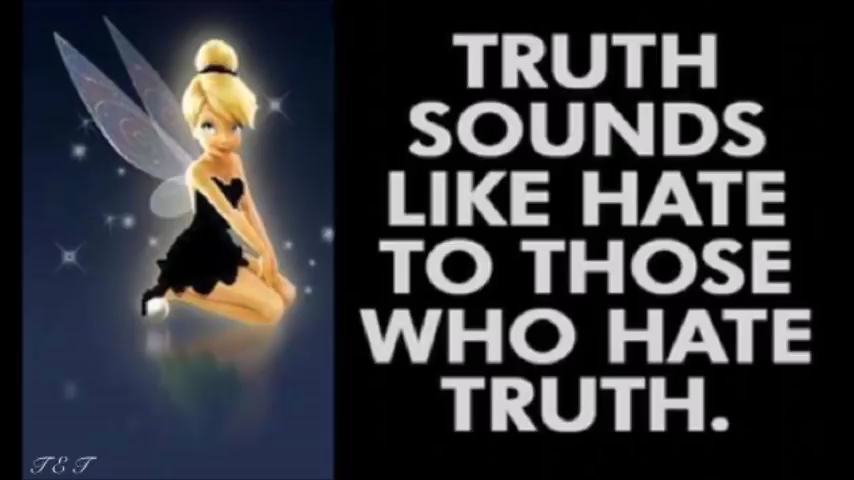 TRUTH
SOUNDS
LIKE HATE
TO THOSE
WHO HATE
TRUTH.
T&T